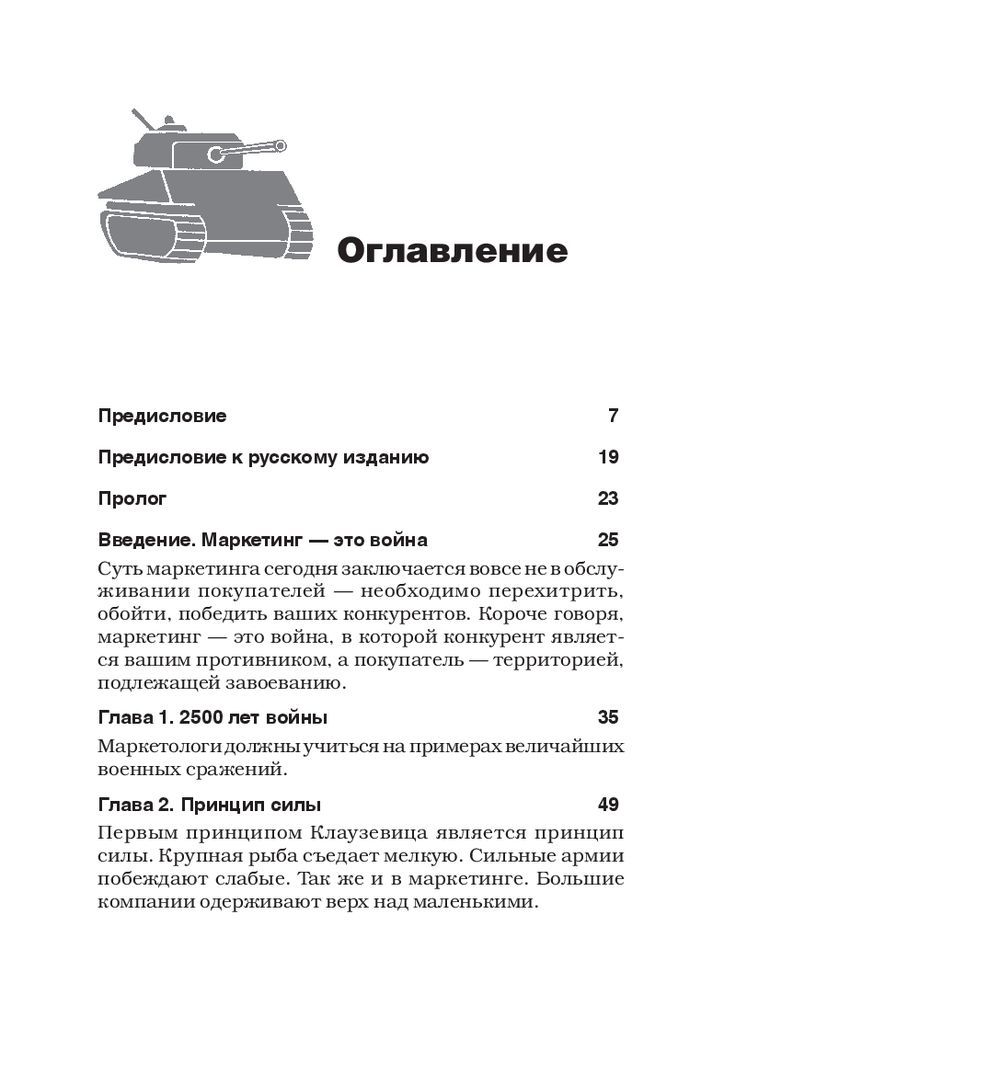 Оглавление
Предисловие 7
Предисловие к русскому изданию 19
Пролог 23
Введение. Маркетинг — это война 25
Суть маркетинга сегодня заключается вовсе не в обслу-
живании покупателей — необходимо перехитрить,
обойти, победить ваших конкурентов. Короче говоря,
маркетинг — это война, в которой конкурент являет-
ся вашим противником, а покупатель — территорией,
подлежащей завоеванию.
Глава 1. 2500 лет войны 35
Маркетологи должны учиться на примерах величайших
военных сражений.
Глава 2. Принцип силы 49
Первым принципом Клаузевица является принцип
силы. Крупная рыба съедает мелкую. Сильные армии
побеждают слабые. Так же и в маркетинге. Большие
компании одерживают верх над маленькими.